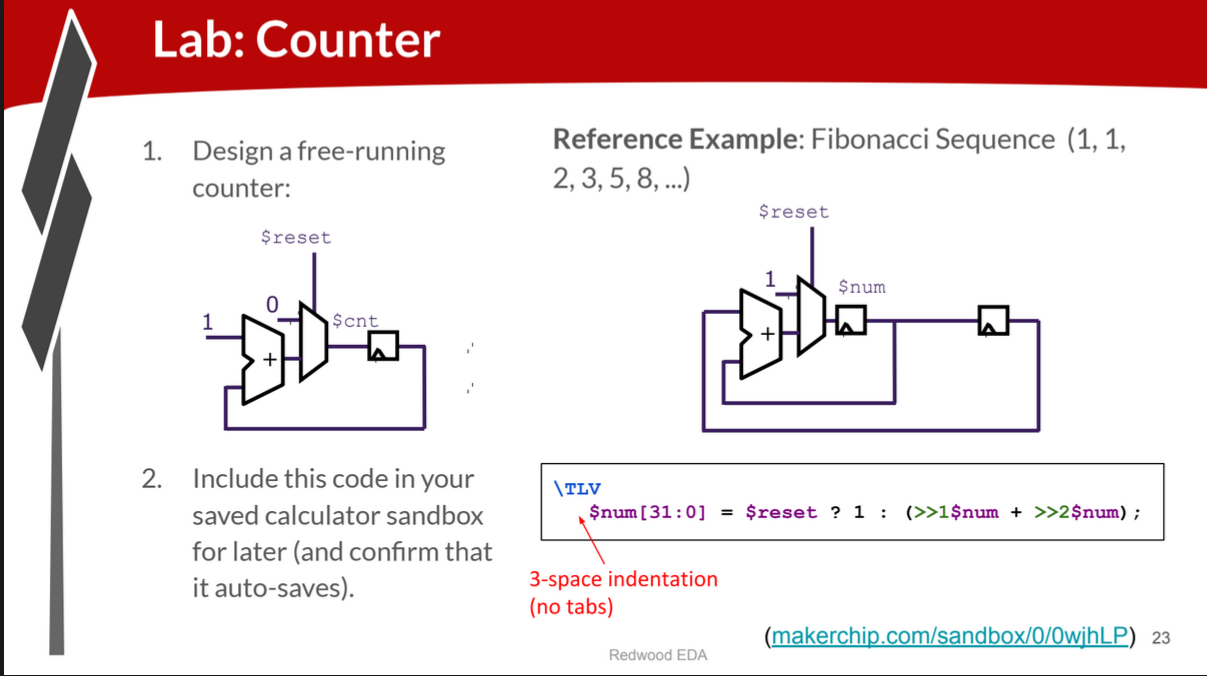 Lab: Counter
1. Design a free-running
counter:
$reset
0
1
$cnt
+
2. Include this code in your
saved calculator sandbox
for later (and confirm that
it auto-saves).
Reference Example: Fibonacci Sequence (1, 1,
2, 3, 5, 8, ...)
$reset
1
$num
+
\TLV
$num[31:0] = $reset ? 1 : (>>1$num + >>2$num);
3-space indentation
(no tabs)
(makerchip.com/sandbox/0/0wjhLP) 23
Redwood EDA